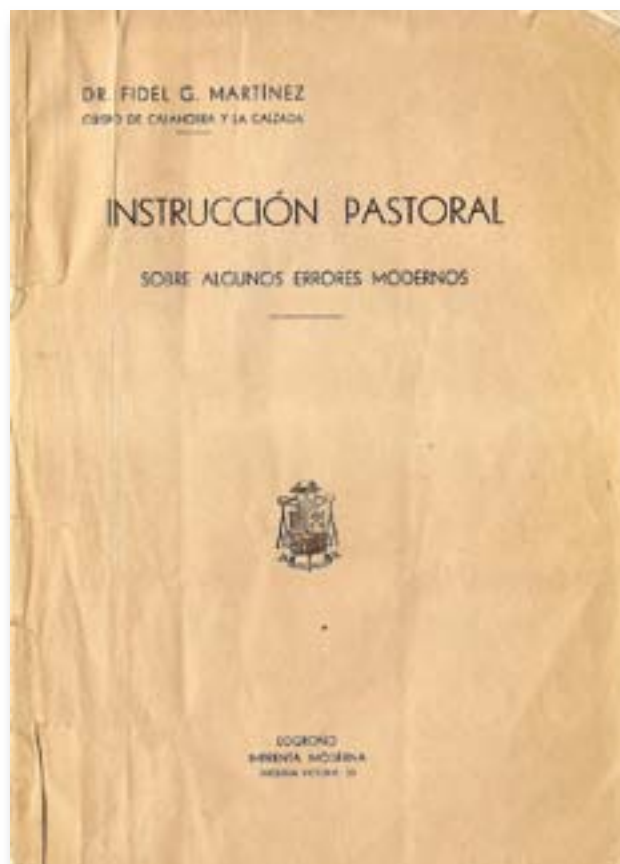 DR. FIDEL G. MARTÍNEZ
OBISPO DE CALAHORRA Y LA CALZADA
INSTRUCCIÓN PASTORAL
SOBRE ALGUNOS ERRORES MODERNOS
LOGROÑO
IMPRENTA MODERNA